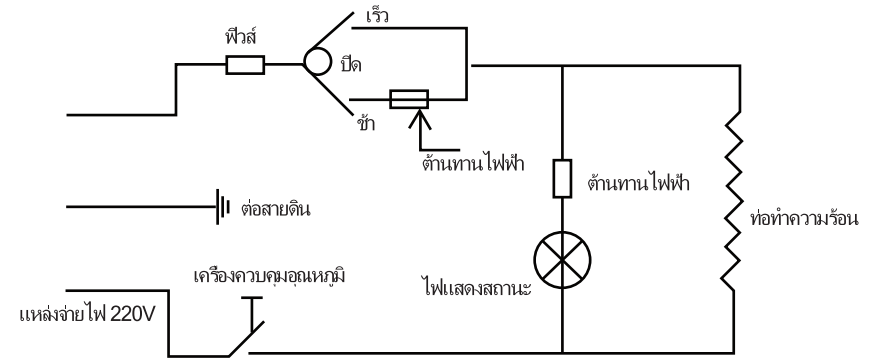 เร็ว
ฟิวส์
ปิด
ช้า
ต้านทานไฟฟ้า
ต้านทานไฟฟ้า
ต่อสายดิน
ท่อทำความร้อน
เครื่องควบคุมอุณหภูมิ
ไฟแสดงสถานะ
แหล่งจ่ายไฟ 220V